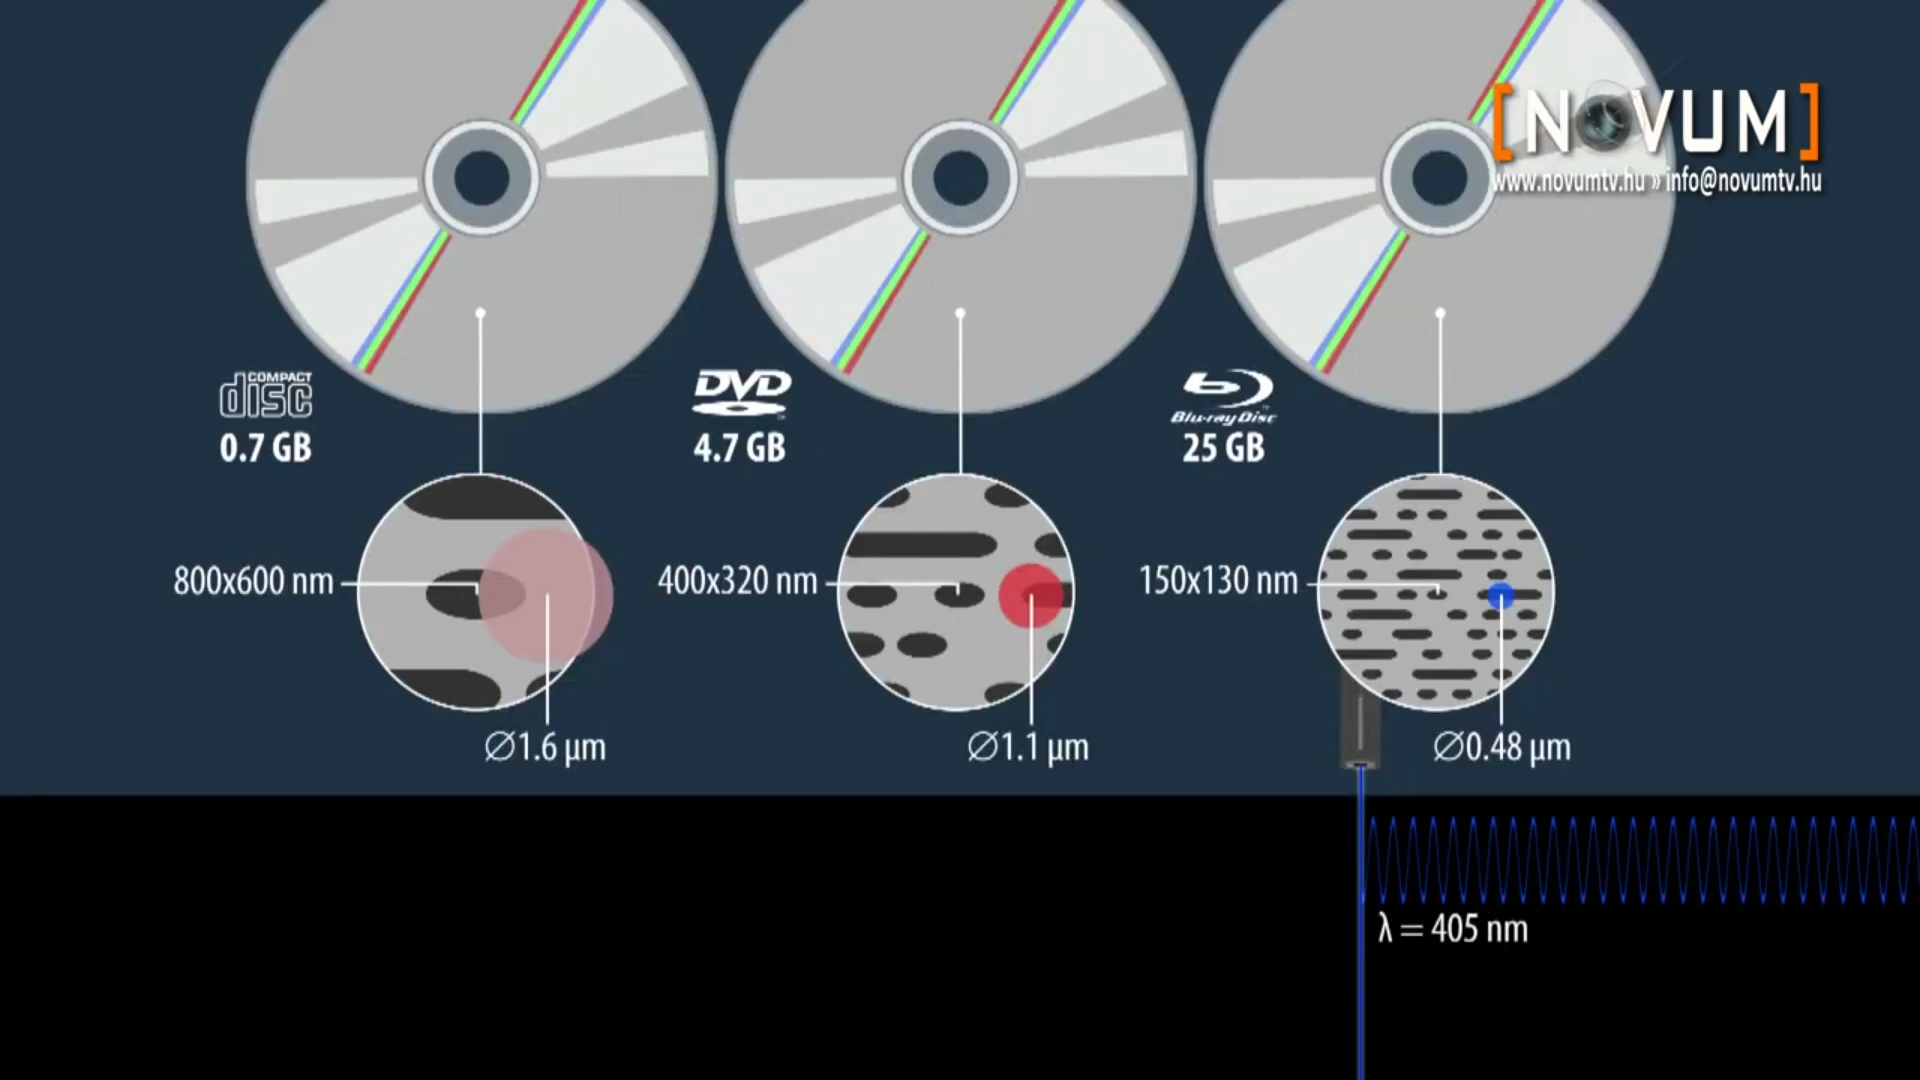 [NOVUM]
www.novumtv.hu » info@novumtv.hu
COMPACT
disc
0.7 GB
DVD
4.7 GB
Blu-ray Disc
25 GB
800x600 nm
400x320 nm
150x130 nm
∅1.6 µm
∅1.1 µm
∅0.48 µm
λ = 405 nm